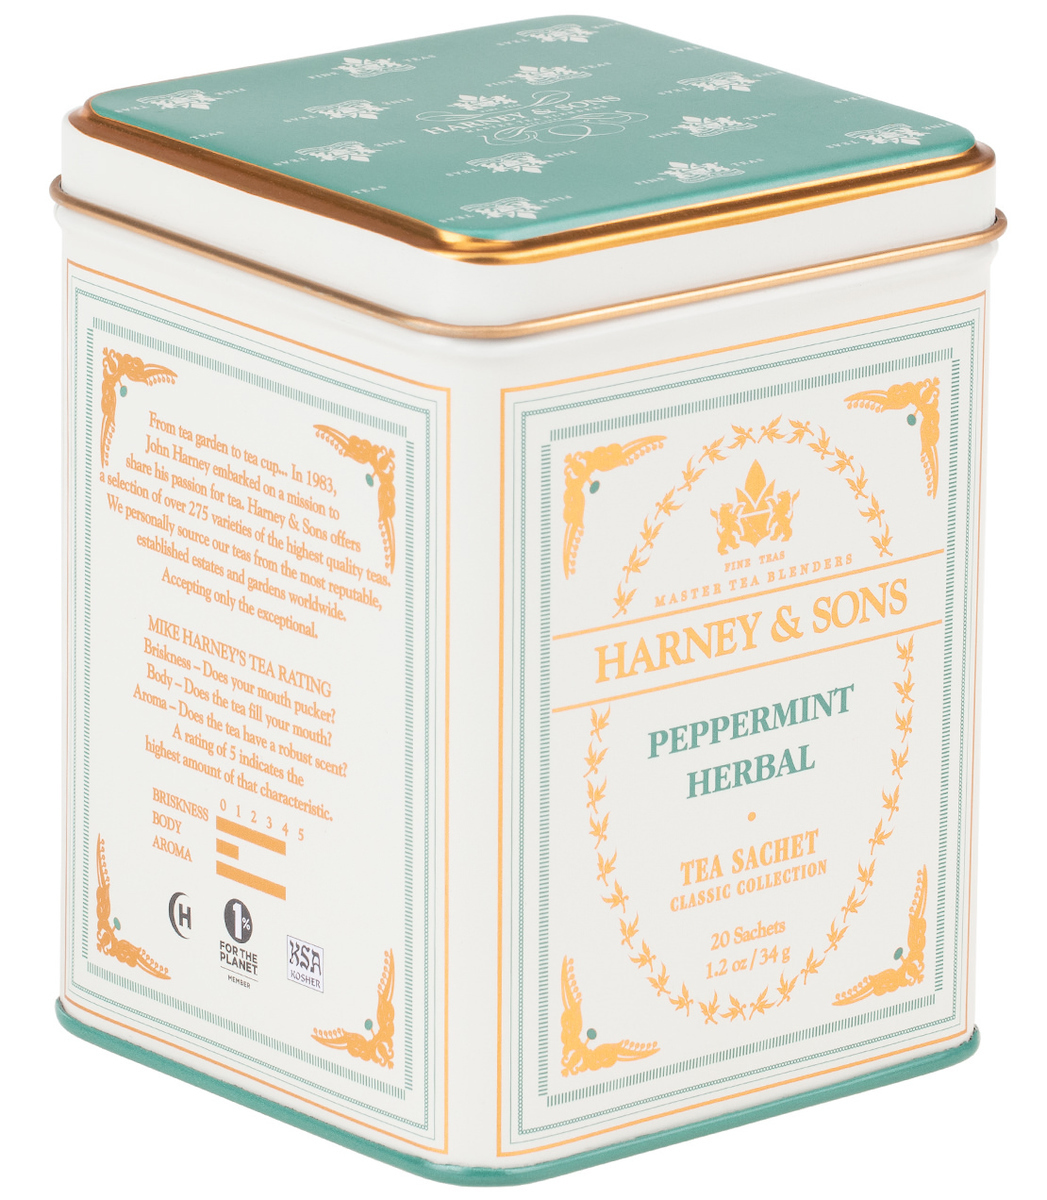 HARNEY & SONS
FINE TEAS
From tea garden to tea cup... In 1983,
John Harney embarked on a mission to
share his passion for tea. Harney & Sons offers
a selection of over 275 varieties of the highest quality teas.
We personally source our teas from the most reputable,
established estates and gardens worldwide.
Accepting only the exceptional.
MIKE HARNEY'S TEA RATING
Briskness – Does your mouth pucker?
Body – Does the tea fill your mouth?
Aroma – Does the tea have a robust scent?
A rating of 5 indicates the
highest amount of that characteristic.
0 1 2 3 4 5
BRISKNESS
BODY
AROMA
H
1%
FOR THE
PLANET
MEMBER
KSA
KOSHER
FINE TEAS
MASTER TEA BLENDERS
HARNEY & SONS
PEPPERMINT
HERBAL
TEA SACHET
CLASSIC COLLECTION
20 Sachets
1.2 oz / 34 g